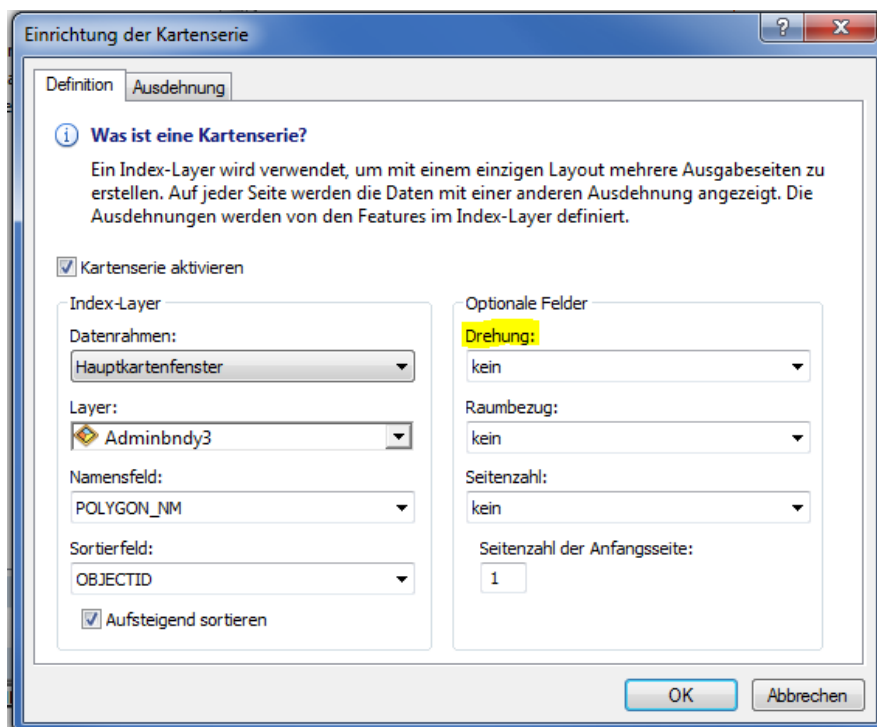 Einrichtung der Kartenserie
Definition
Ausdehnung
Was ist eine Kartenserie?
Ein Index-Layer wird verwendet, um mit einem einzigen Layout mehrere Ausgabeseiten zu
erstellen. Auf jeder Seite werden die Daten mit einer anderen Ausdehnung angezeigt. Die
Ausdehnungen werden von den Features im Index-Layer definiert.
Kartenserie aktivieren
Index-Layer
Datenrahmen:
Hauptkartenfenster
Layer:
Adminbndy3
Namensfeld:
POLYGON_NM
Sortierfeld:
OBJECTID
Aufsteigend sortieren
Optionale Felder
Drehung:
kein
Raumbezug:
kein
Seitenzahl:
kein
Seitenzahl der Anfangsseite:
1
OK
Abbrechen